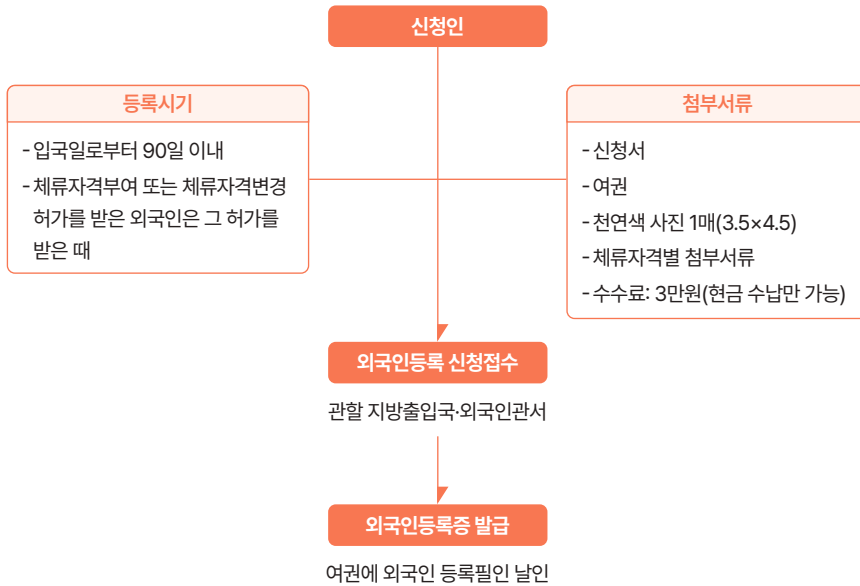 신청인
등록시기
- 입국일로부터 90일 이내
- 체류자격부여 또는 체류자격변경
허가를 받은 외국인은 그 허가를
받은 때
첨부서류
- 신청서
- 여권
- 천연색 사진 1매(3.5×4.5)
- 체류자격별 첨부서류
- 수수료: 3만원(현금 수납만 가능)
외국인등록 신청접수
관할 지방출입국·외국인관서
외국인등록증 발급
여권에 외국인 등록필인 날인